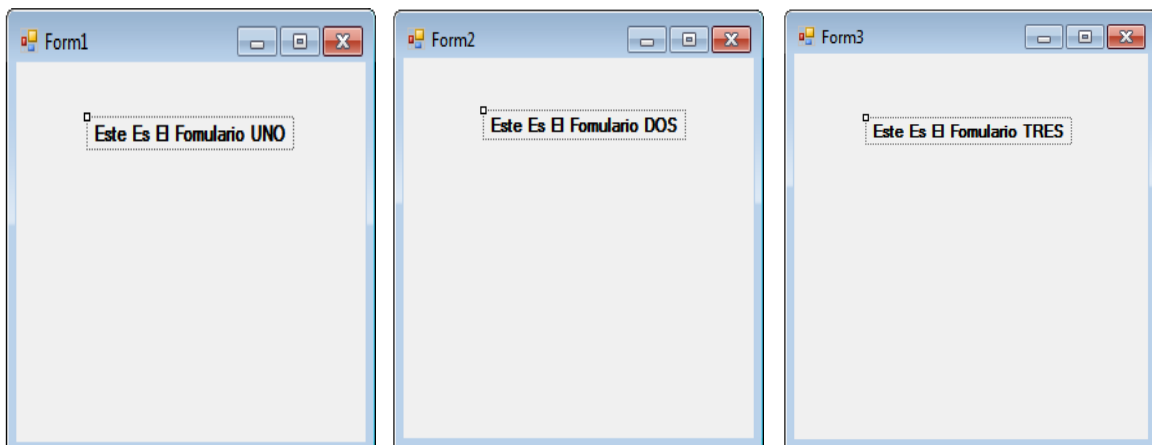 Form1
Este Es El Fomulario UNO
Form2
Este Es El Fomulario DOS
Form3
Este Es El Fomulario TRES